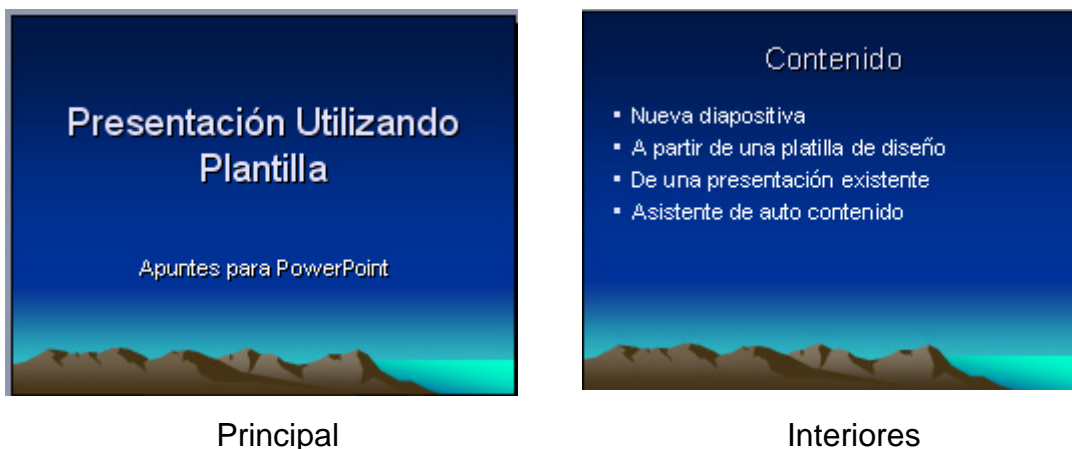 Presentación Utilizando
Plantilla
Apuntes para PowerPoint
Principal
Contenido
▪ Nueva diapositiva
▪ A partir de una platilla de diseño
▪ De una presentación existente
▪ Asistente de auto contenido
Interiores